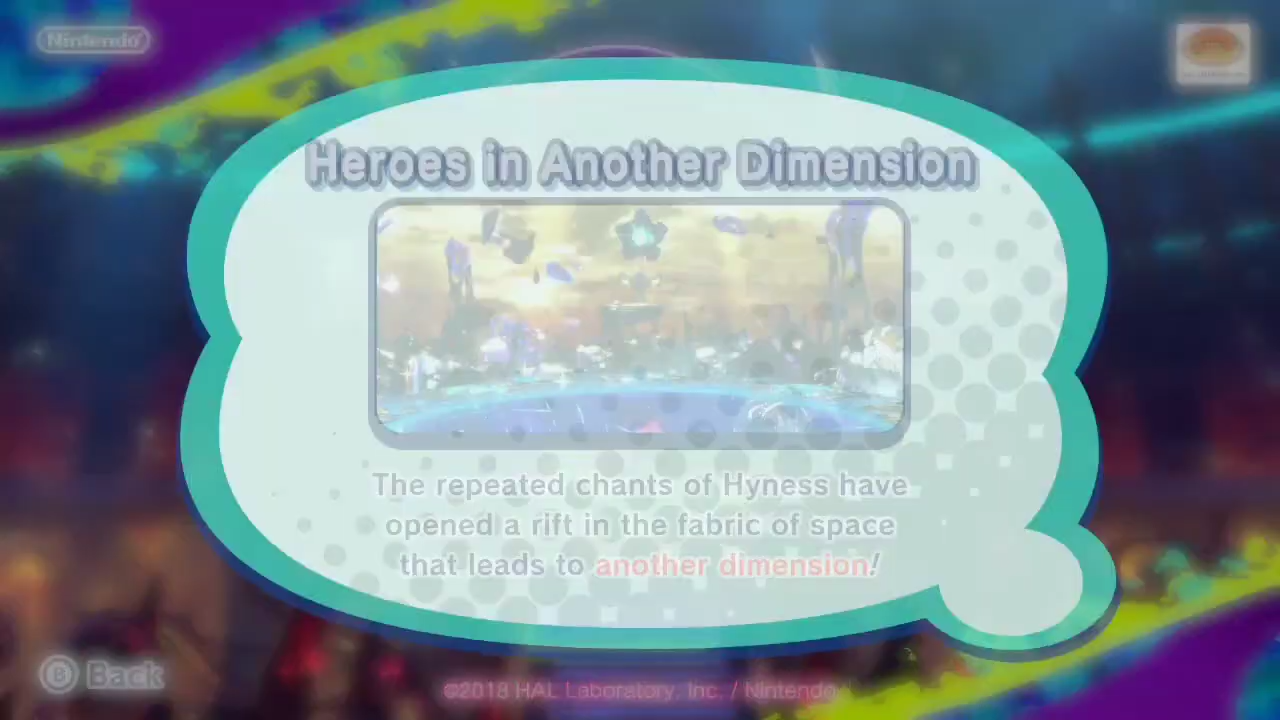 Nintendo
Heroes in Another Dimension
The repeated chants of Hyness have
opened a rift in the fabric of space
that leads to another dimension!
B Back
©2018 HAL Laboratory, Inc. / Nintendo